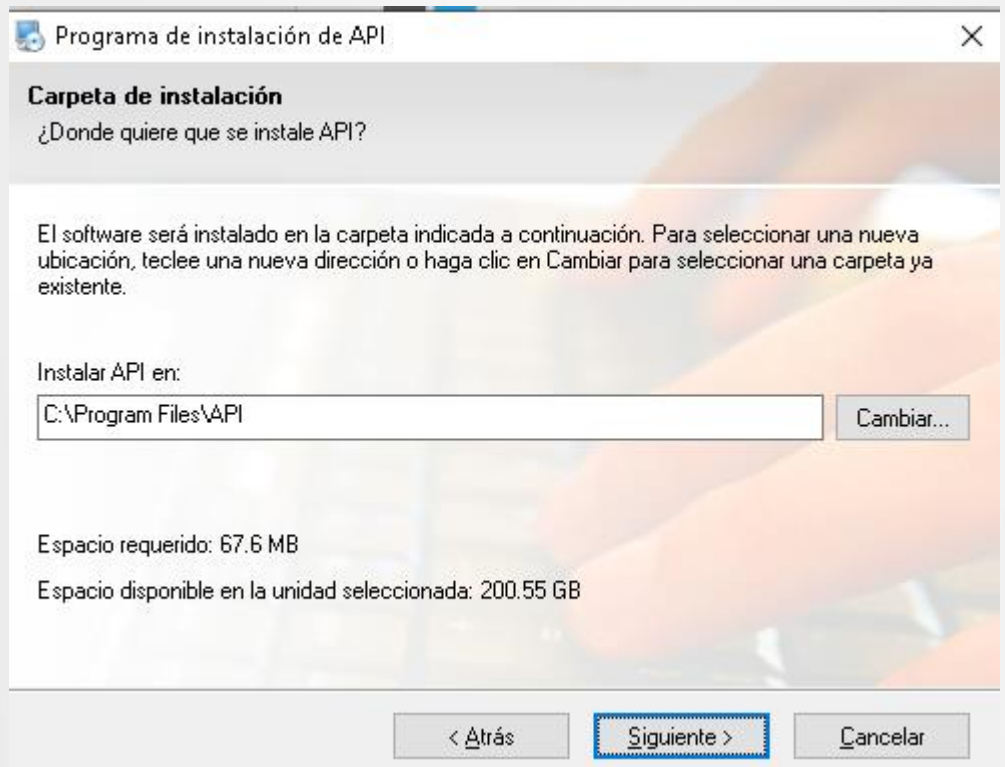 Programa de instalación de API
Carpeta de instalación
¿Donde quiere que se instale API?
El software será instalado en la carpeta indicada a continuación. Para seleccionar una nueva
ubicación, teclee una nueva dirección o haga clic en Cambiar para seleccionar una carpeta ya
existente.
Instalar API en:
C:\Program Files\API
Cambiar...
Espacio requerido: 67.6 MB
Espacio disponible en la unidad seleccionada: 200.55 GB
< Atrás
Siguiente >
Cancelar